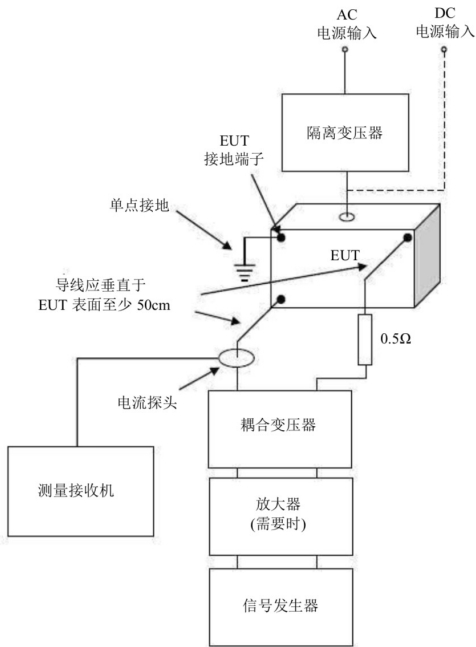 AC
电源输入
DC
电源输入
隔离变压器
EUT
接地端子
单点接地
EUT
导线应垂直于
EUT 表面至少 50cm
0.5Ω
电流探头
耦合变压器
测量接收机
放大器
(需要时)
信号发生器